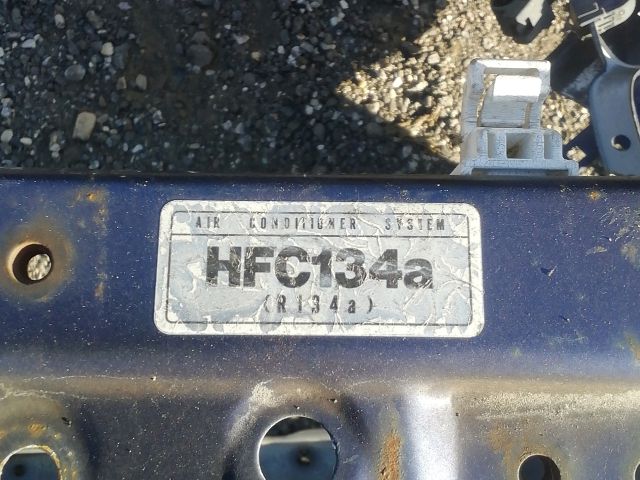 AIR CONDITIONER SYSTEM
HFC134a
(R134a)